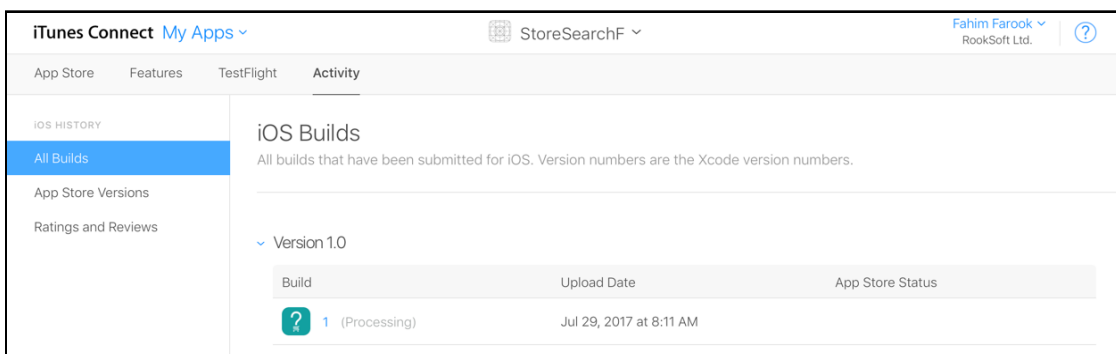 iTunes Connect My Apps StoreSearchF Fahim Farook
RookSoft Ltd. ?
App Store Features TestFlight Activity
iOS HISTORY
All Builds
App Store Versions
Ratings and Reviews
iOS Builds
All builds that have been submitted for iOS. Version numbers are the Xcode version numbers.
Version 1.0
Build Upload Date App Store Status
? 1 (Processing) Jul 29, 2017 at 8:11 AM